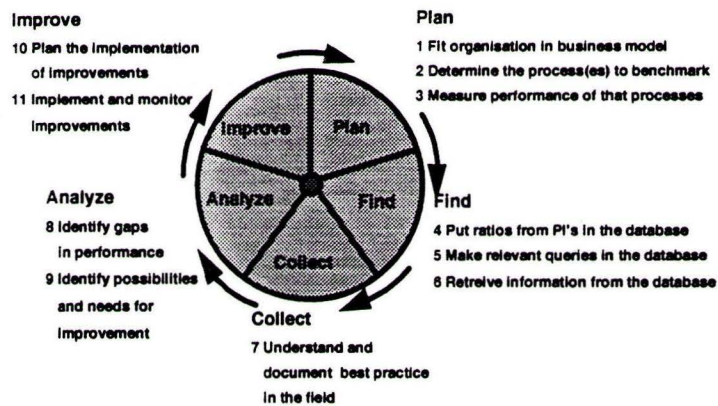 Improve
10 Plan the implementation
of improvements
11 Implement and monitor
improvements
Plan
1 Fit organisation in business model
2 Determine the process(es) to benchmark
3 Measure performance of that processes
Improve
Plan
Analyze
Find
Collect
Analyze
8 Identify gaps
in performance
9 Identify possibilities
and needs for
improvement
Find
4 Put ratios from PI's in the database
5 Make relevant queries in the database
6 Retreive information from the database
Collect
7 Understand and
document best practice
in the field